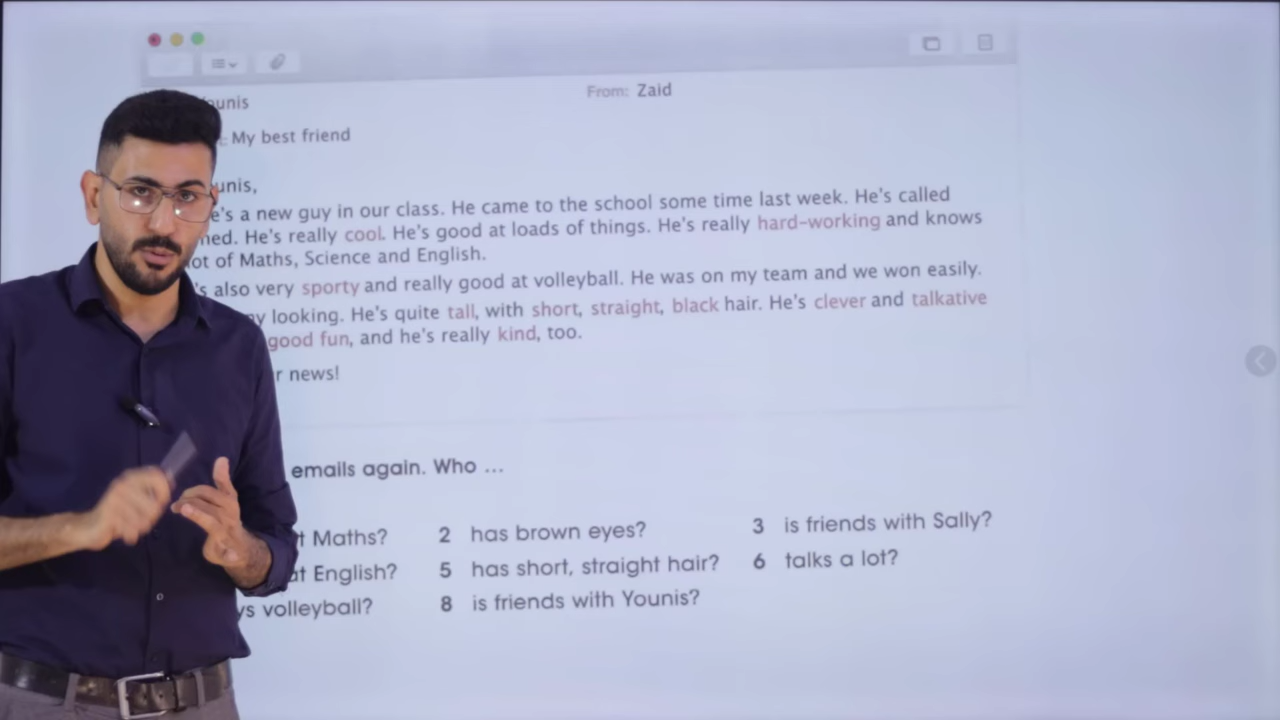 From: Zaid
My best friend
a new guy in our class. He came to the school some time last week. He's called
He's really cool. He's good at loads of things. He's really hard-working and knows
of Maths, Science and English.
also very sporty and really good at volleyball. He was on my team and we won easily.
looking. He's quite tall, with short, straight, black hair. He's clever and talkative
good fun, and he's really kind, too.
news!
emails again. Who ...
Maths? 2 has brown eyes? 3 is friends with Sally?
at English? 5 has short, straight hair? 6 talks a lot?
volleyball? 8 is friends with Younis?